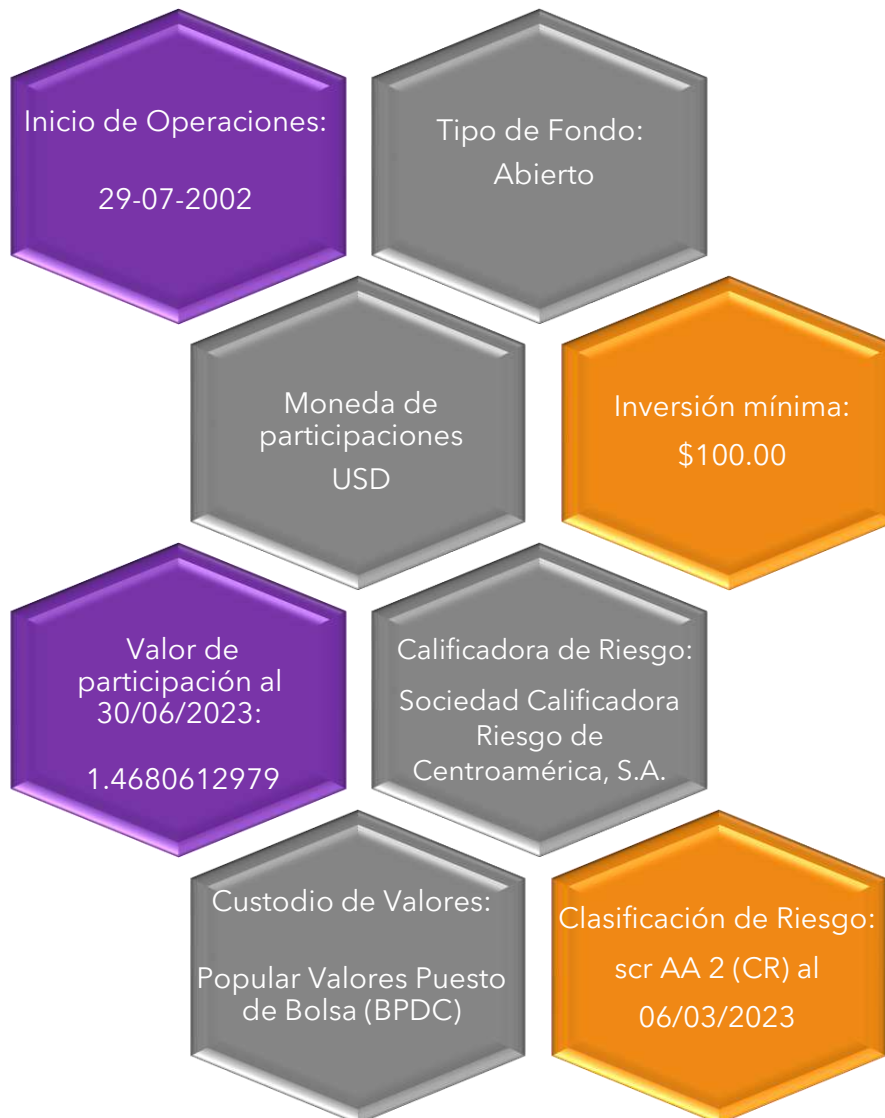 Inicio de Operaciones:
29-07-2002
Tipo de Fondo:
Abierto
Moneda de
participaciones
USD
Inversión mínima:
$100.00
Valor de
participación al
30/06/2023:
1.4680612979
Calificadora de Riesgo:
Sociedad Calificadora
Riesgo de
Centroamérica, S.A.
Custodio de Valores:
Popular Valores Puesto
de Bolsa (BPDC)
Clasificación de Riesgo:
scr AA 2 (CR) al
06/03/2023